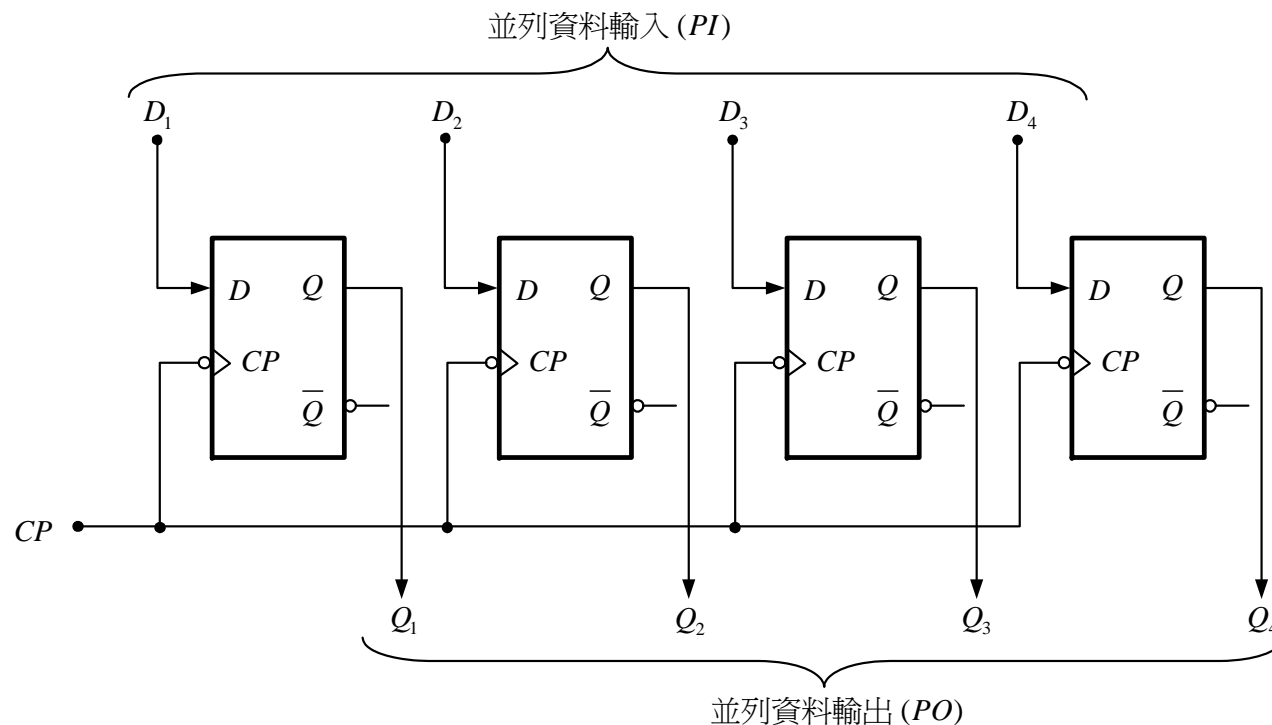 並列資料輸入 (PI)
D₁ D₂ D₃ D₄
D Q D Q D Q D Q
CP CP CP CP
Q̅ Q̅ Q̅ Q̅
CP
Q₁ Q₂ Q₃ Q₄
並列資料輸出 (PO)